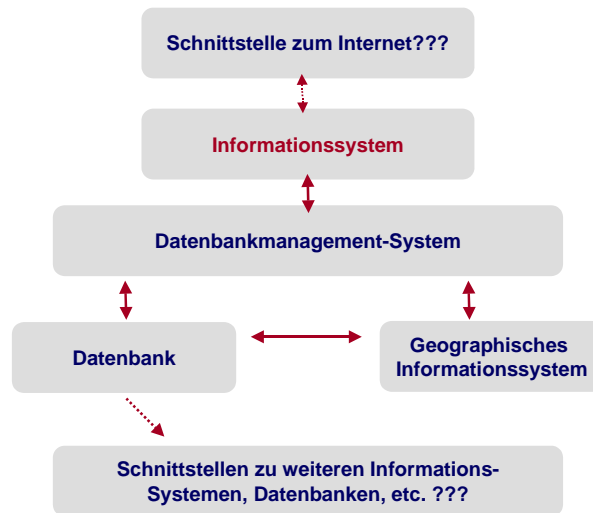 Schnittstelle zum Internet???
Informationssystem
Datenbankmanagement-System
Datenbank
Geographisches
Informationssystem
Schnittstellen zu weiteren Informations-
Systemen, Datenbanken, etc. ???